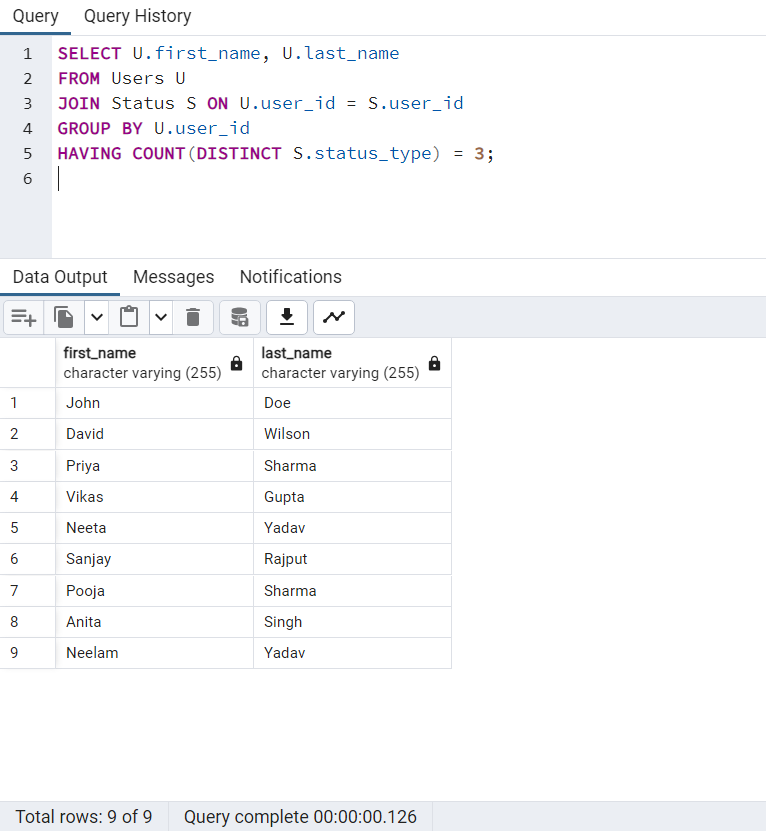 Query Query History
1 SELECT U.first_name, U.last_name
2 FROM Users U
3 JOIN Status S ON U.user_id = S.user_id
4 GROUP BY U.user_id
5 HAVING COUNT(DISTINCT S.status_type) = 3;
6
Data Output Messages Notifications
first_name last_name
character varying (255) character varying (255)
1 John Doe
2 David Wilson
3 Priya Sharma
4 Vikas Gupta
5 Neeta Yadav
6 Sanjay Rajput
7 Pooja Sharma
8 Anita Singh
9 Neelam Yadav
Total rows: 9 of 9 Query complete 00:00:00.126